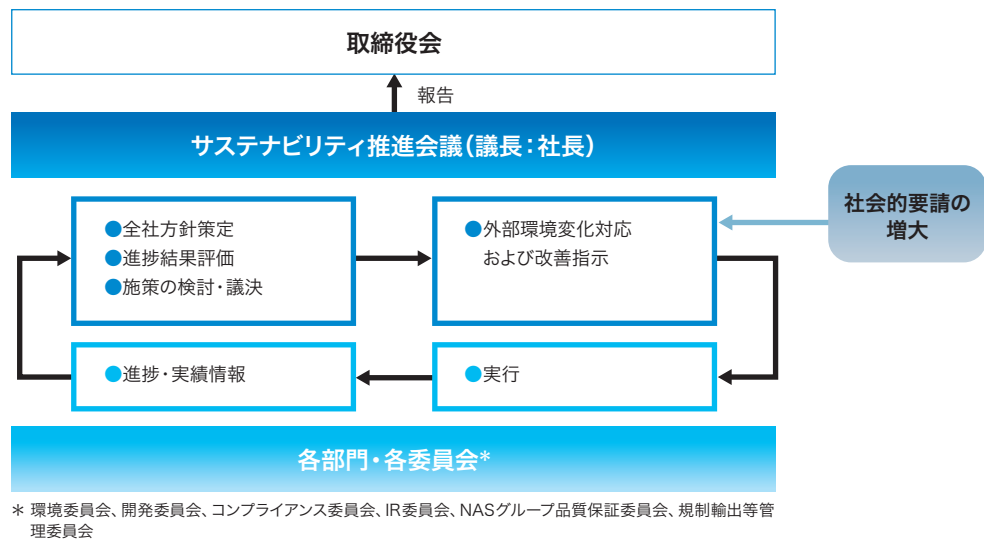 取締役会
報告
サステナビリティ推進会議(議長:社長)
●全社方針策定
●進捗結果評価
●施策の検討・議決
●外部環境変化対応
および改善指示
社会的要請の
増大
●進捗・実績情報
●実行
各部門・各委員会*
* 環境委員会、開発委員会、コンプライアンス委員会、IR委員会、NASグループ品質保証委員会、規制輸出等管
理委員会